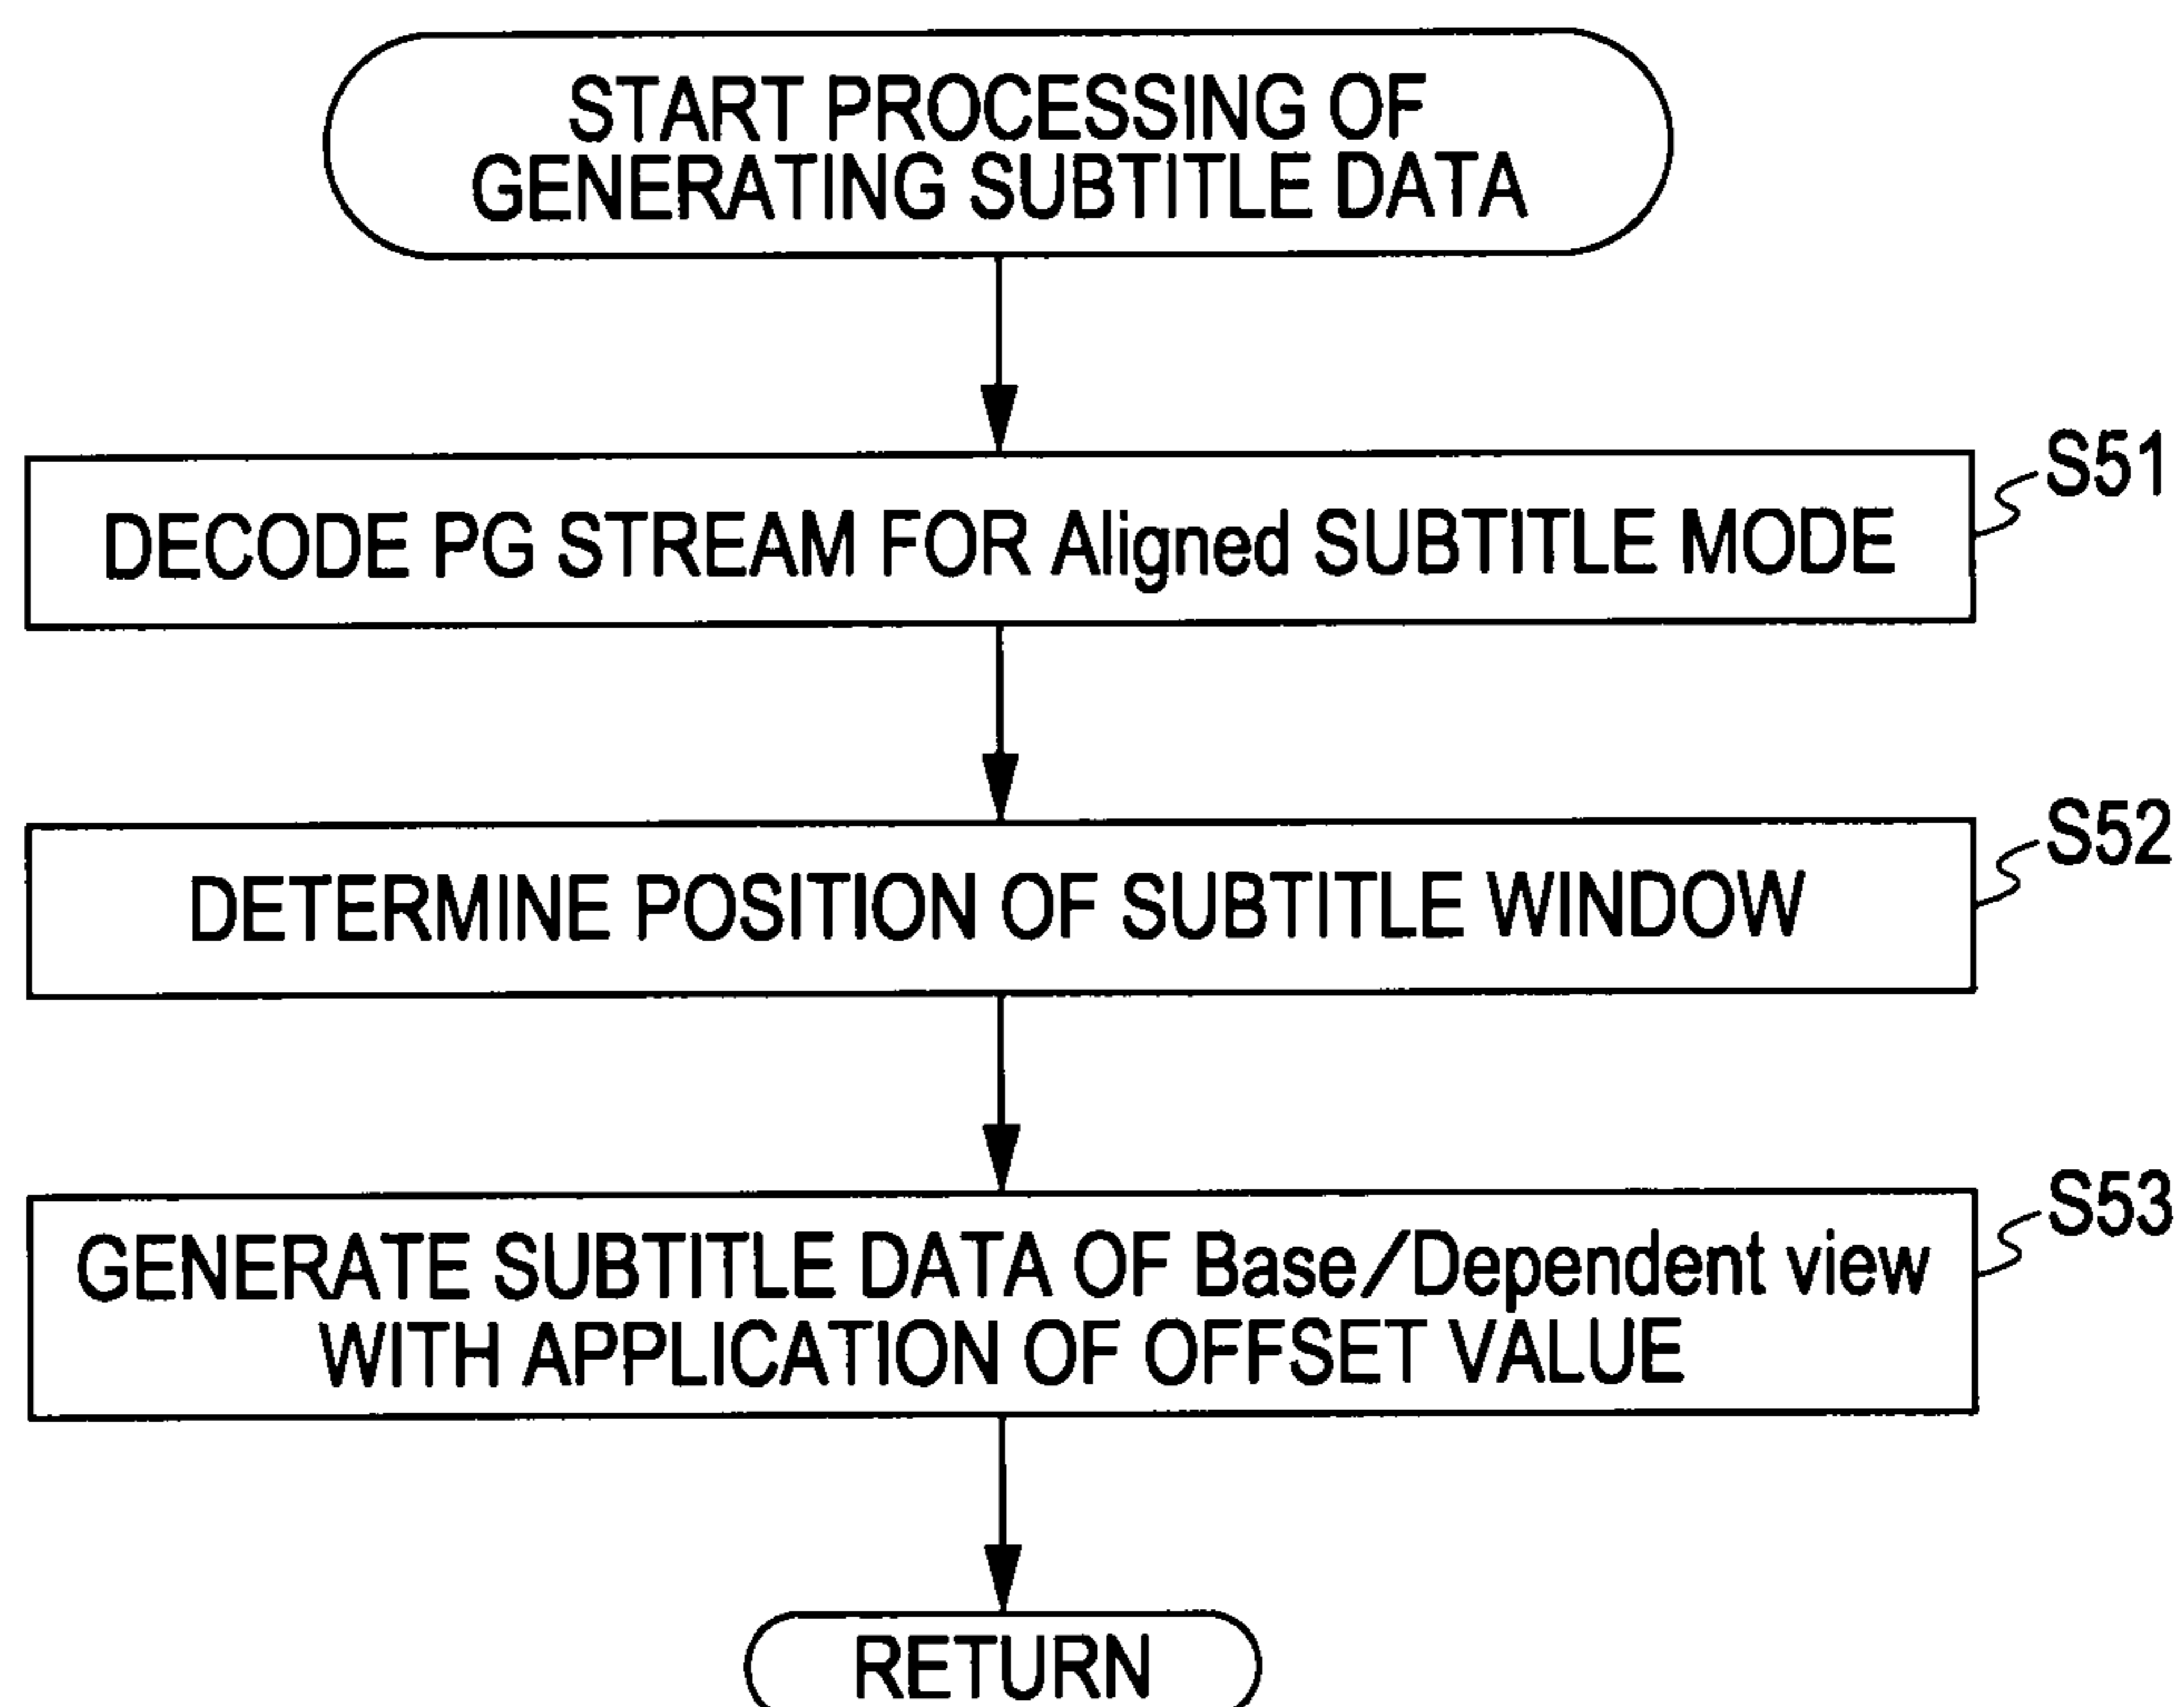 START PROCESSING OF
GENERATING SUBTITLE DATA
S51
DECODE PG STREAM FOR Aligned SUBTITLE MODE
S52
DETERMINE POSITION OF SUBTITLE WINDOW
S53
GENERATE SUBTITLE DATA OF Base/Dependent view
WITH APPLICATION OF OFFSET VALUE
RETURN